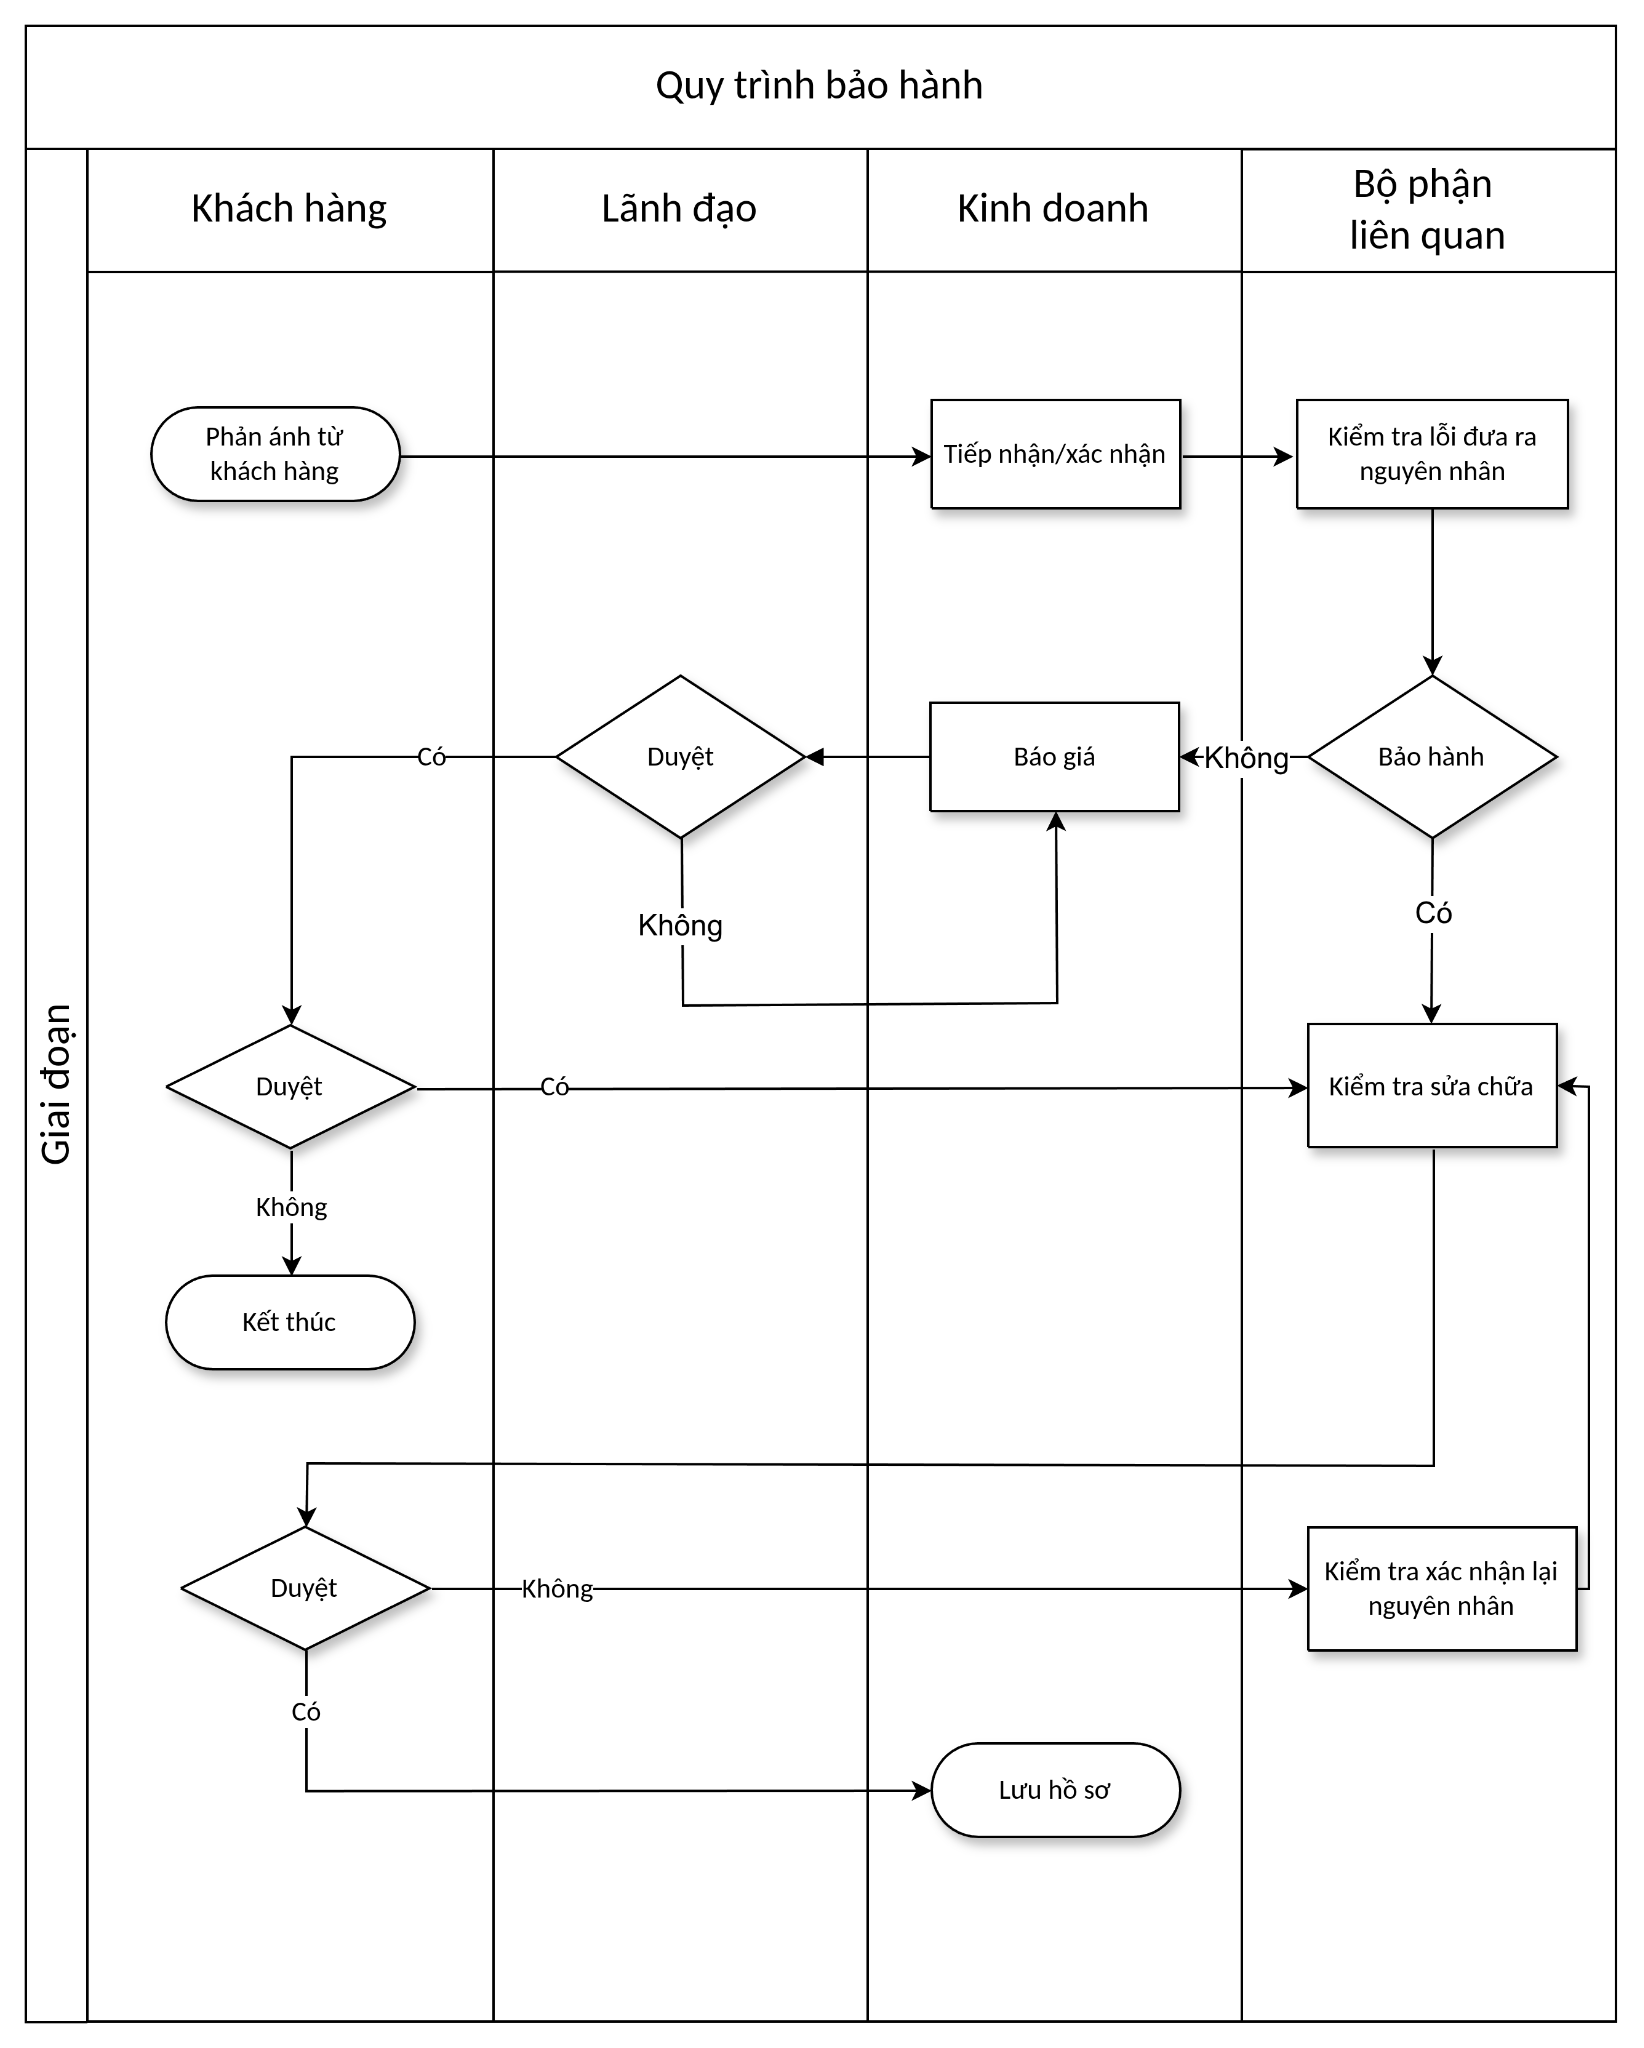 Quy trình bảo hành
Khách hàng
Lãnh đạo
Kinh doanh
Bộ phận
liên quan
Giai đoạn
Phản ánh từ
khách hàng
Tiếp nhận/xác nhận
Kiểm tra lỗi đưa ra
nguyên nhân
Có
Duyệt
Báo giá
Không
Bảo hành
Không
Có
Duyệt
Có
Kiểm tra sửa chữa
Không
Kết thúc
Duyệt
Không
Kiểm tra xác nhận lại
nguyên nhân
Có
Lưu hồ sơ